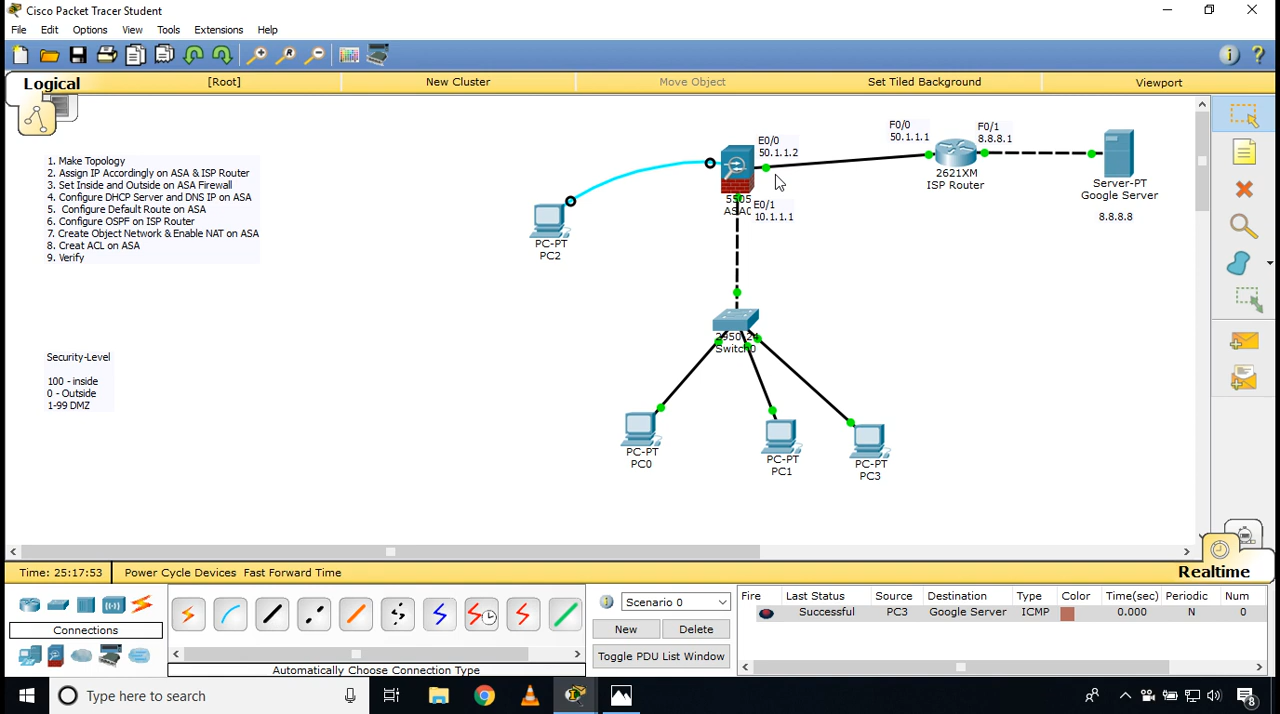 Cisco Packet Tracer Student
File Edit Options View Tools Extensions Help
Logical [Root] New Cluster Move Object Set Tiled Background Viewport
1. Make Topology
2. Assign IP Accordingly on ASA & ISP Router
3. Set Inside and Outside on ASA Firewall
4. Configure DHCP Server and DNS IP on ASA
5. Configure Default Route on ASA
6. Configure OSPF on ISP Router
7. Create Object Network & Enable NAT on ASA
8. Creat ACL on ASA
9. Verify
Security-Level
100 - inside
0 - Outside
1-99 DMZ
E0/0
50.1.1.2
5505
ASA0
E0/1
10.1.1.1
F0/0
50.1.1.1
F0/1
8.8.8.1
2621XM
ISP Router
Server-PT
Google Server
8.8.8.8
PC-PT
PC2
2950-24
Switch0
PC-PT
PC0
PC-PT
PC1
PC-PT
PC3
Time: 25:17:53 Power Cycle Devices Fast Forward Time
Realtime
Connections
Automatically Choose Connection Type
Scenario 0
New Delete
Toggle PDU List Window
Fire Last Status Source Destination Type Color Time(sec) Periodic Num
Successful PC3 Google Server ICMP 0.000 N 0
Type here to search
8